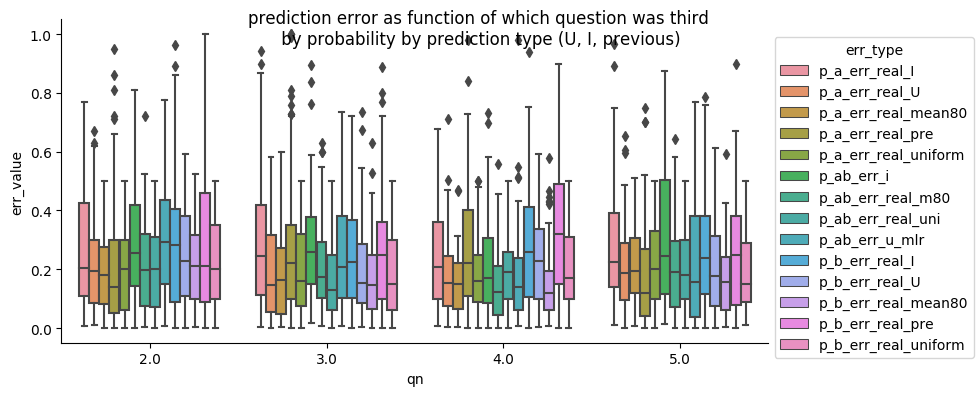 prediction error as function of which question was third
by probability by prediction type (U, I, previous)
err_value
1.0
0.8
0.6
0.4
0.2
0.0
2.0
3.0
4.0
5.0
qn
err_type
p_a_err_real_I
p_a_err_real_U
p_a_err_real_mean80
p_a_err_real_pre
p_a_err_real_uniform
p_ab_err_i
p_ab_err_real_m80
p_ab_err_real_uni
p_ab_err_u_mlr
p_b_err_real_I
p_b_err_real_U
p_b_err_real_mean80
p_b_err_real_pre
p_b_err_real_uniform